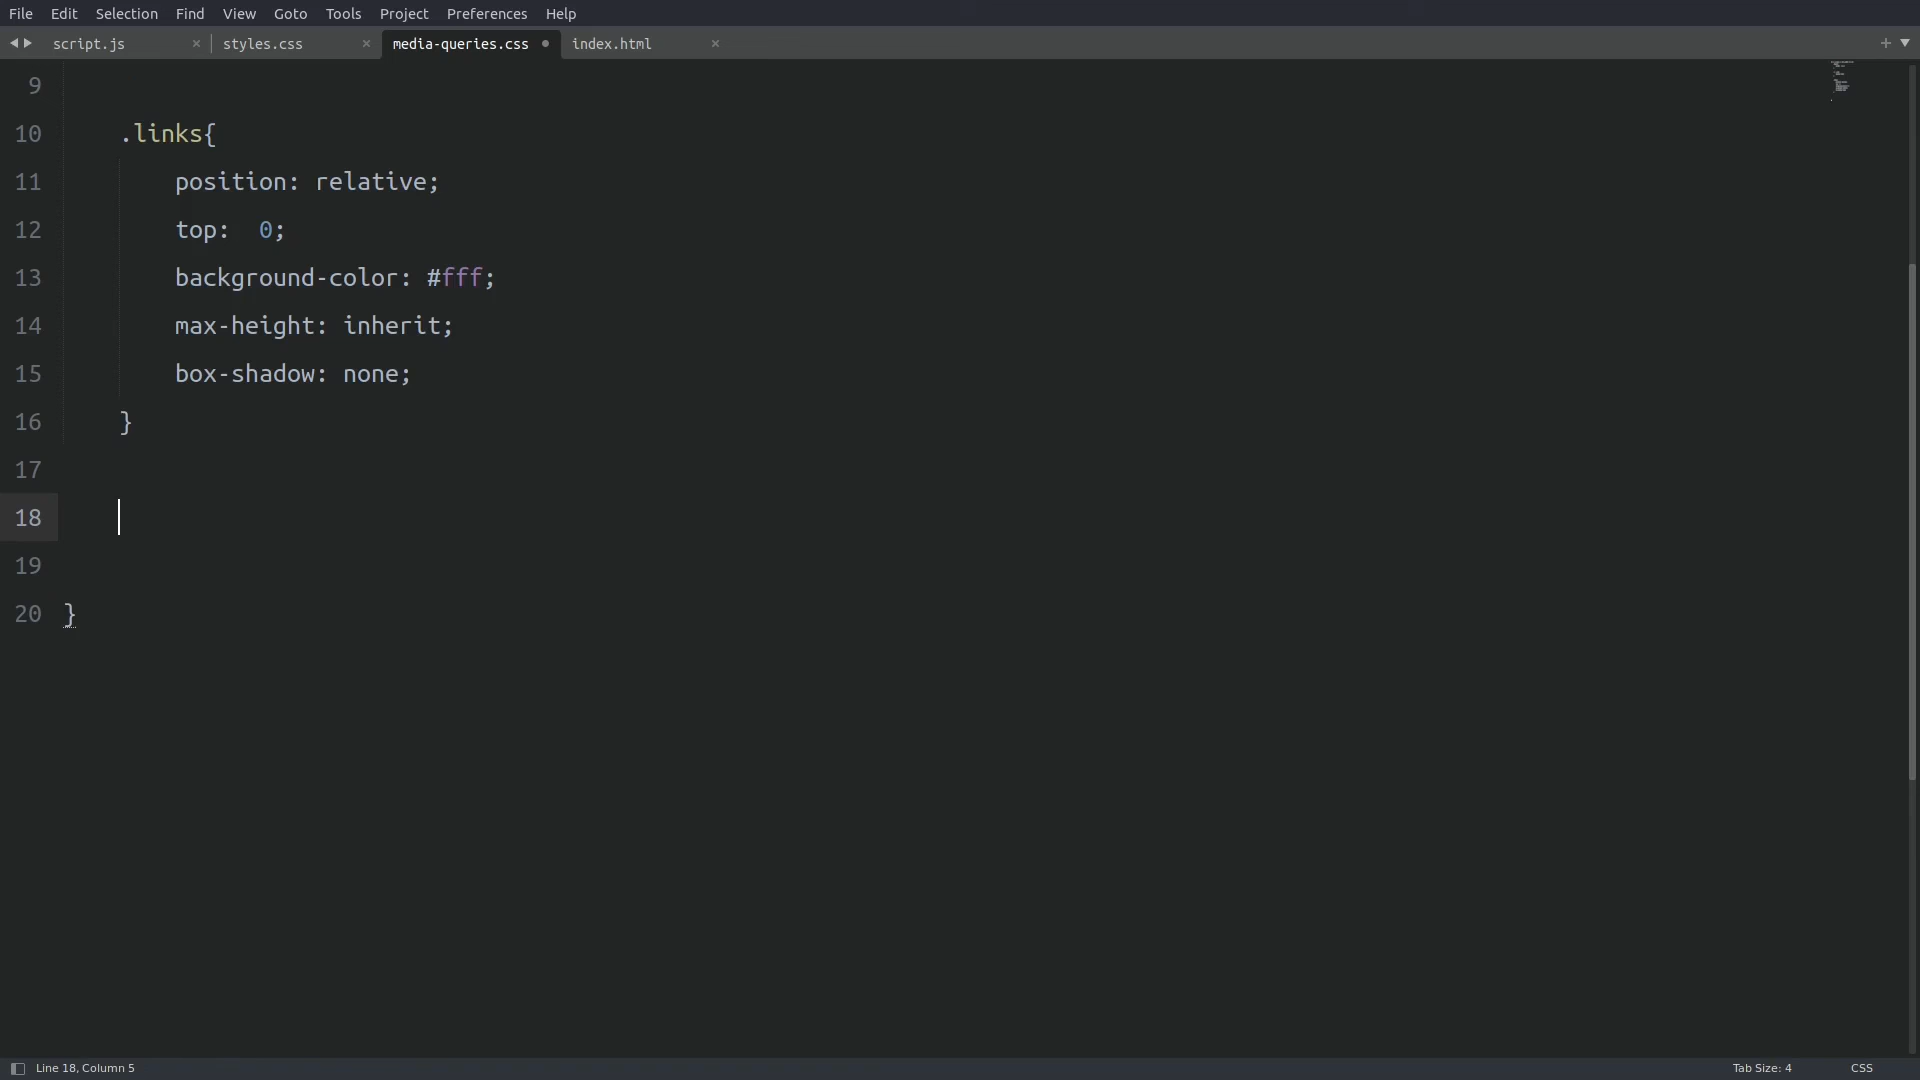 File Edit Selection Find View Goto Tools Project Preferences Help
script.js × styles.css × media-queries.css index.html ×
9
10 .links{
11 position: relative;
12 top:  0;
13 background-color: #fff;
14 max-height: inherit;
15 box-shadow: none;
16 }
17
18
19
20 }
Line 18, Column 5 Tab Size: 4 CSS